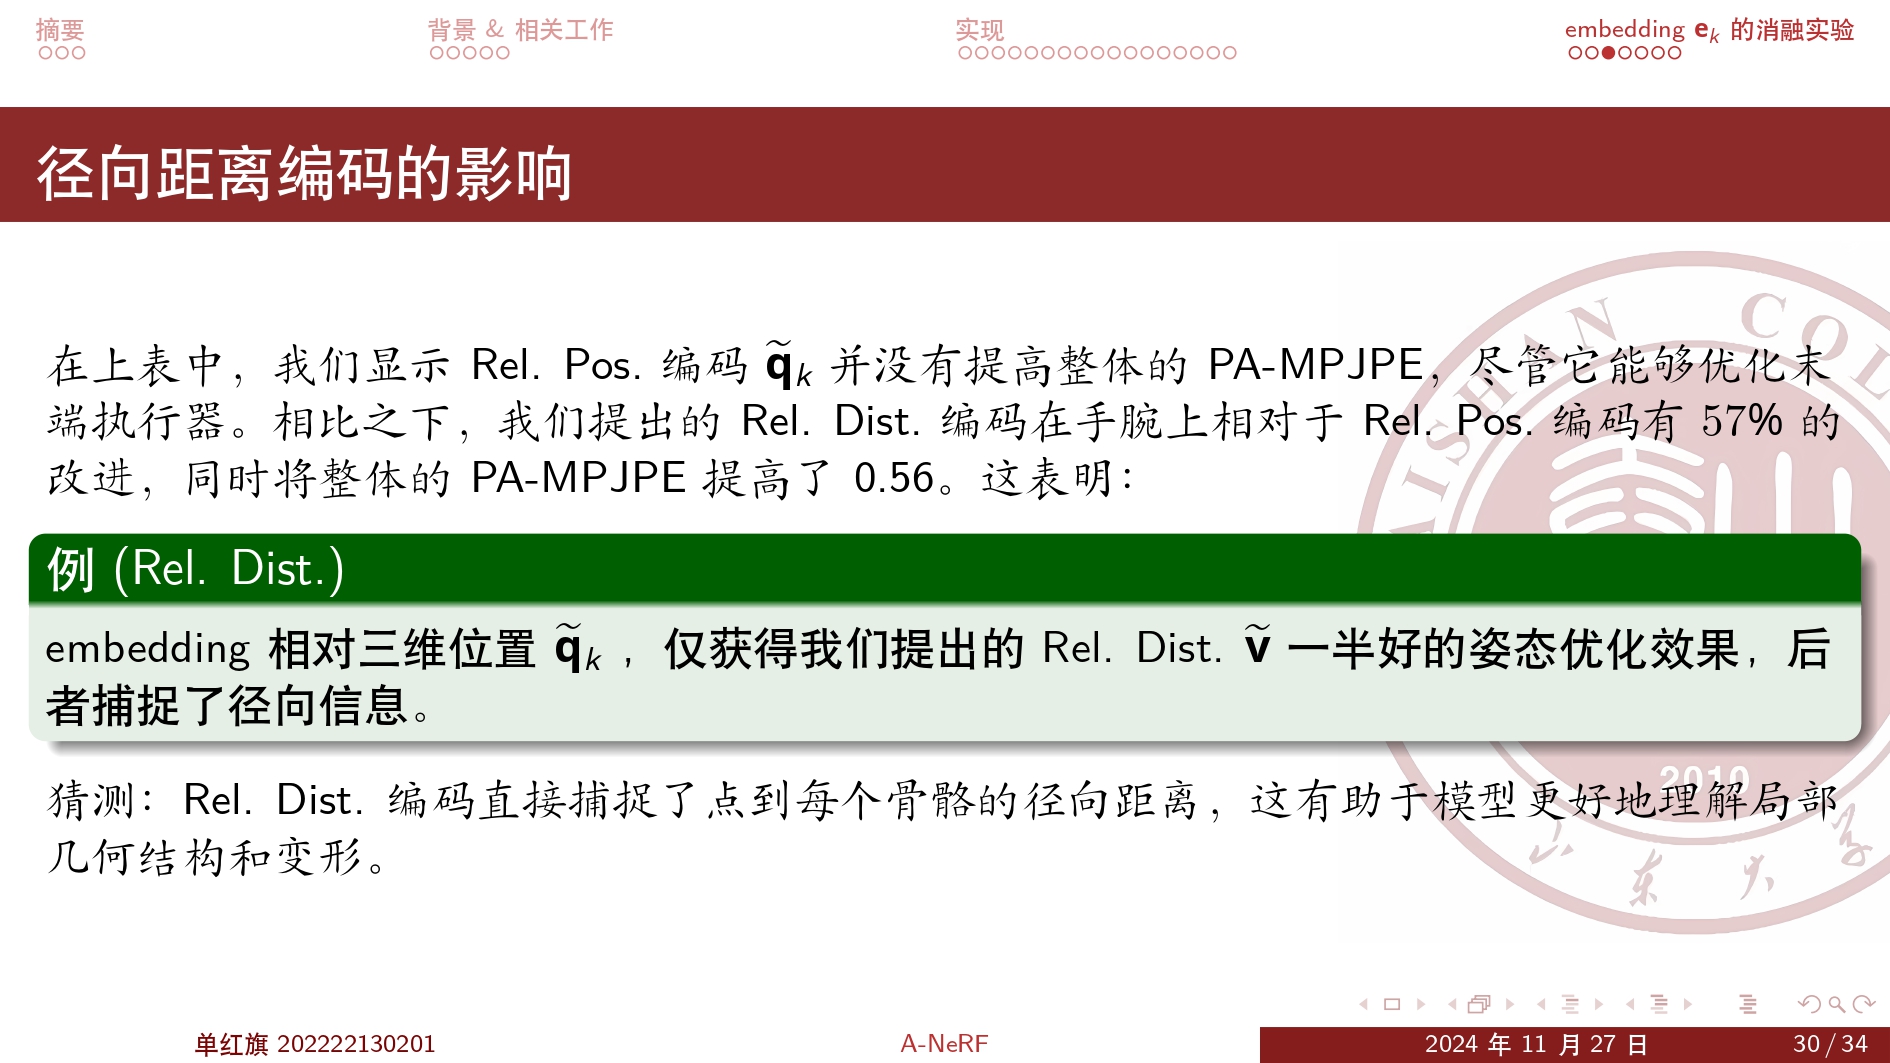 摘要
背景 & 相关工作
实现
embedding e_k 的消融实验
径向距离编码的影响
在上表中，我们显示 Rel. Pos. 编码 q̃_k 并没有提高整体的 PA-MPJPE，尽管它能够优化末
端执行器。相比之下，我们提出的 Rel. Dist. 编码在手腕上相对于 Rel. Pos. 编码有 57% 的
改进，同时将整体的 PA-MPJPE 提高了 0.56。这表明：
例 (Rel. Dist.)
embedding 相对三维位置 q̃_k ，仅获得我们提出的 Rel. Dist. ṽ 一半好的姿态优化效果，后
者捕捉了径向信息。
猜测：Rel. Dist. 编码直接捕捉了点到每个骨骼的径向距离，这有助于模型更好地理解局部
几何结构和变形。
2010
山东大学
单红旗 202222130201
A-NeRF
2024 年 11 月 27 日
30 / 34